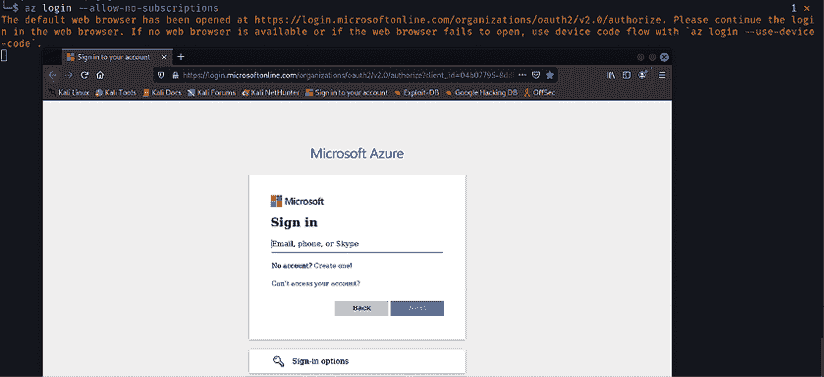 └─$ az login --allow-no-subscriptions 1 ⨯
The default web browser has been opened at https://login.microsoftonline.com/organizations/oauth2/v2.0/authorize. Please continue the logi
n in the web browser. If no web browser is available or if the web browser fails to open, use device code flow with `az login --use-device
-code`.
Sign in to your account
https://login.microsoftonline.com/organizations/oauth2/v2.0/authorize?client_id=04b07795-8dd
Kali Linux Kali Tools Kali Docs Kali Forums Kali NetHunter Sign in to your account Exploit-DB Google Hacking DB OffSec
Microsoft Azure
Microsoft
Sign in
Email, phone, or Skype
No account? Create one!
Can't access your account?
Back Next
Sign-in options